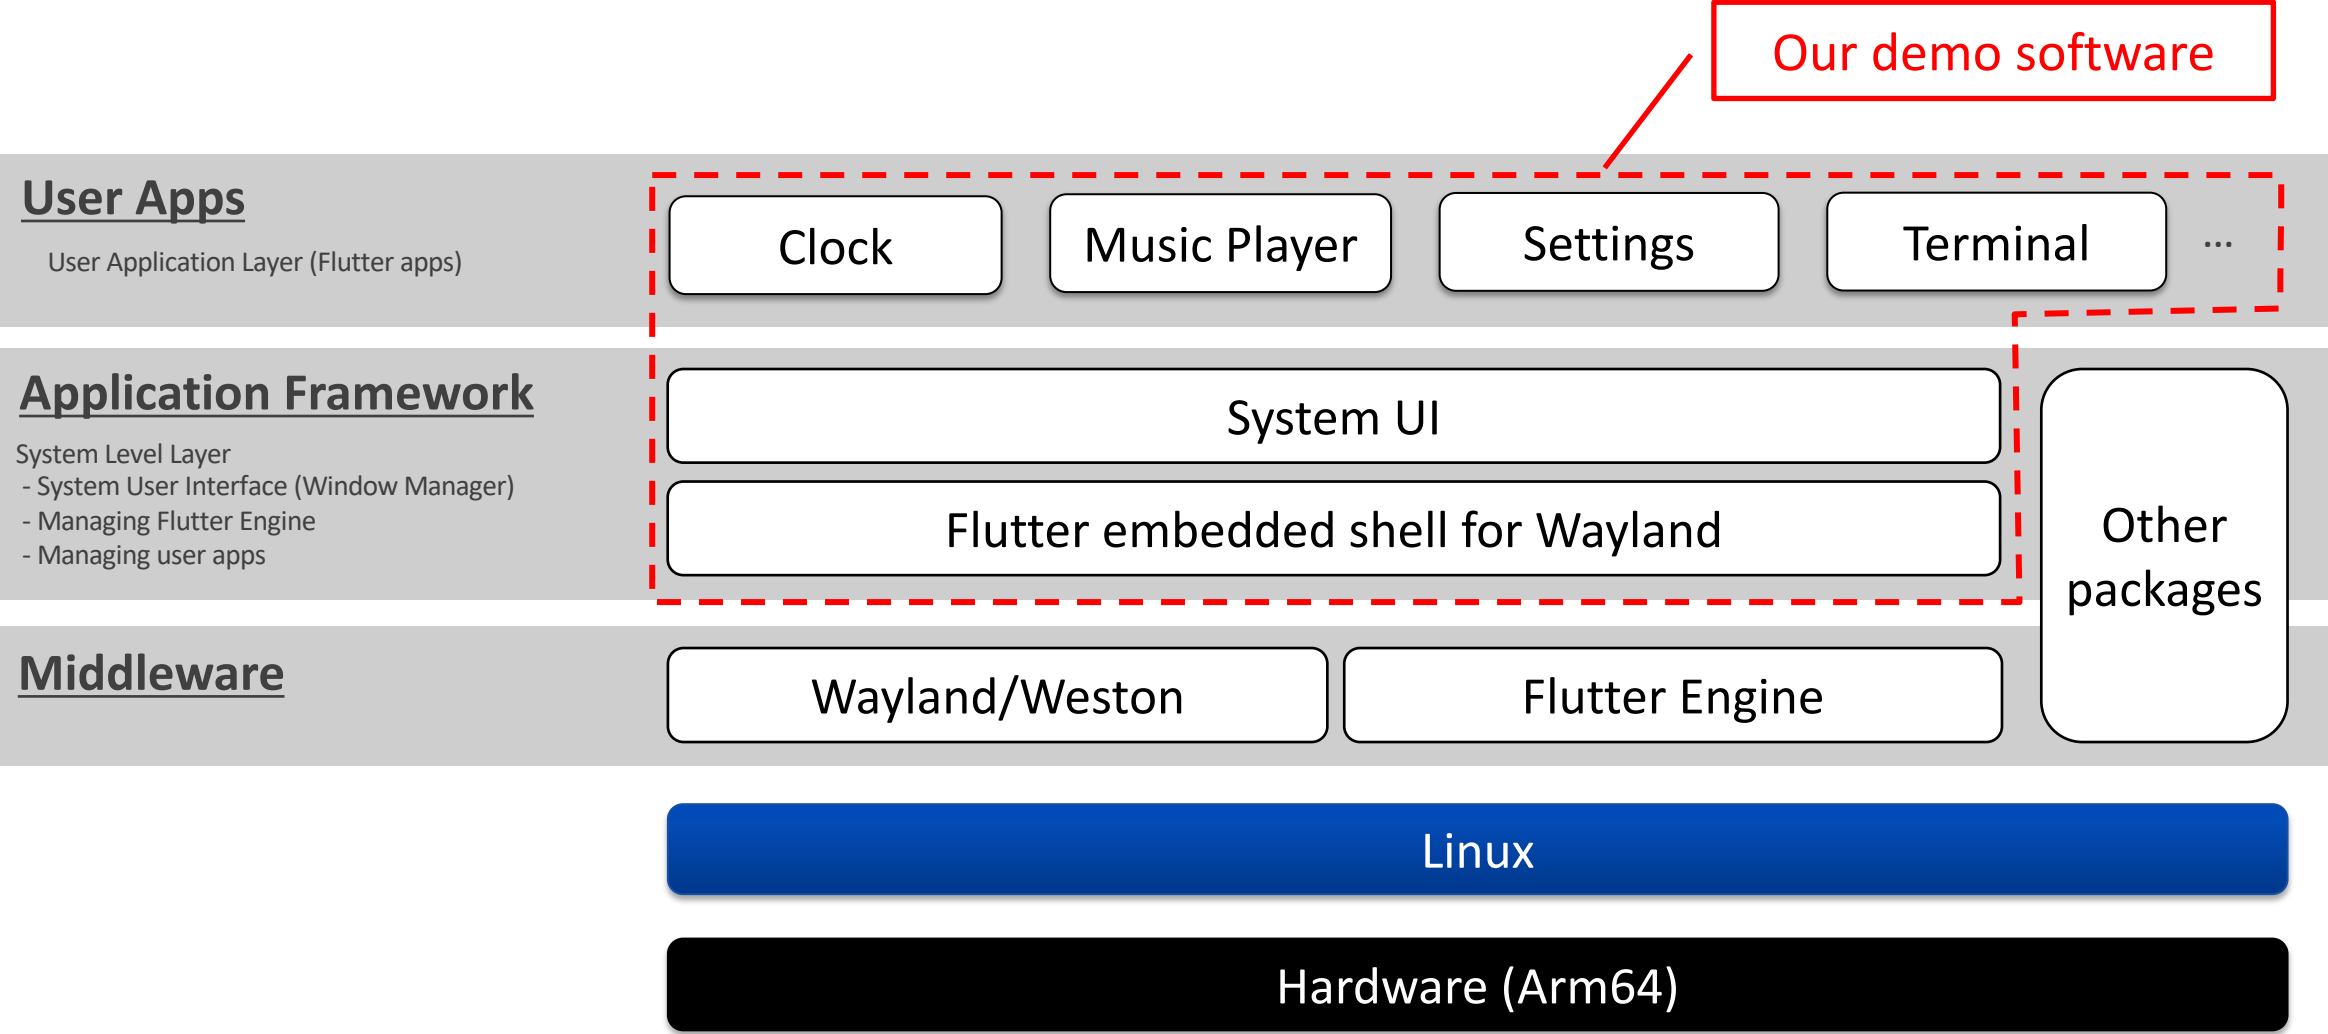 Our demo software
User Apps
User Application Layer (Flutter apps)
Clock
Music Player
Settings
Terminal
...
Application Framework
System Level Layer
- System User Interface (Window Manager)
- Managing Flutter Engine
- Managing user apps
System UI
Flutter embedded shell for Wayland
Other
packages
Middleware
Wayland/Weston
Flutter Engine
Linux
Hardware (Arm64)